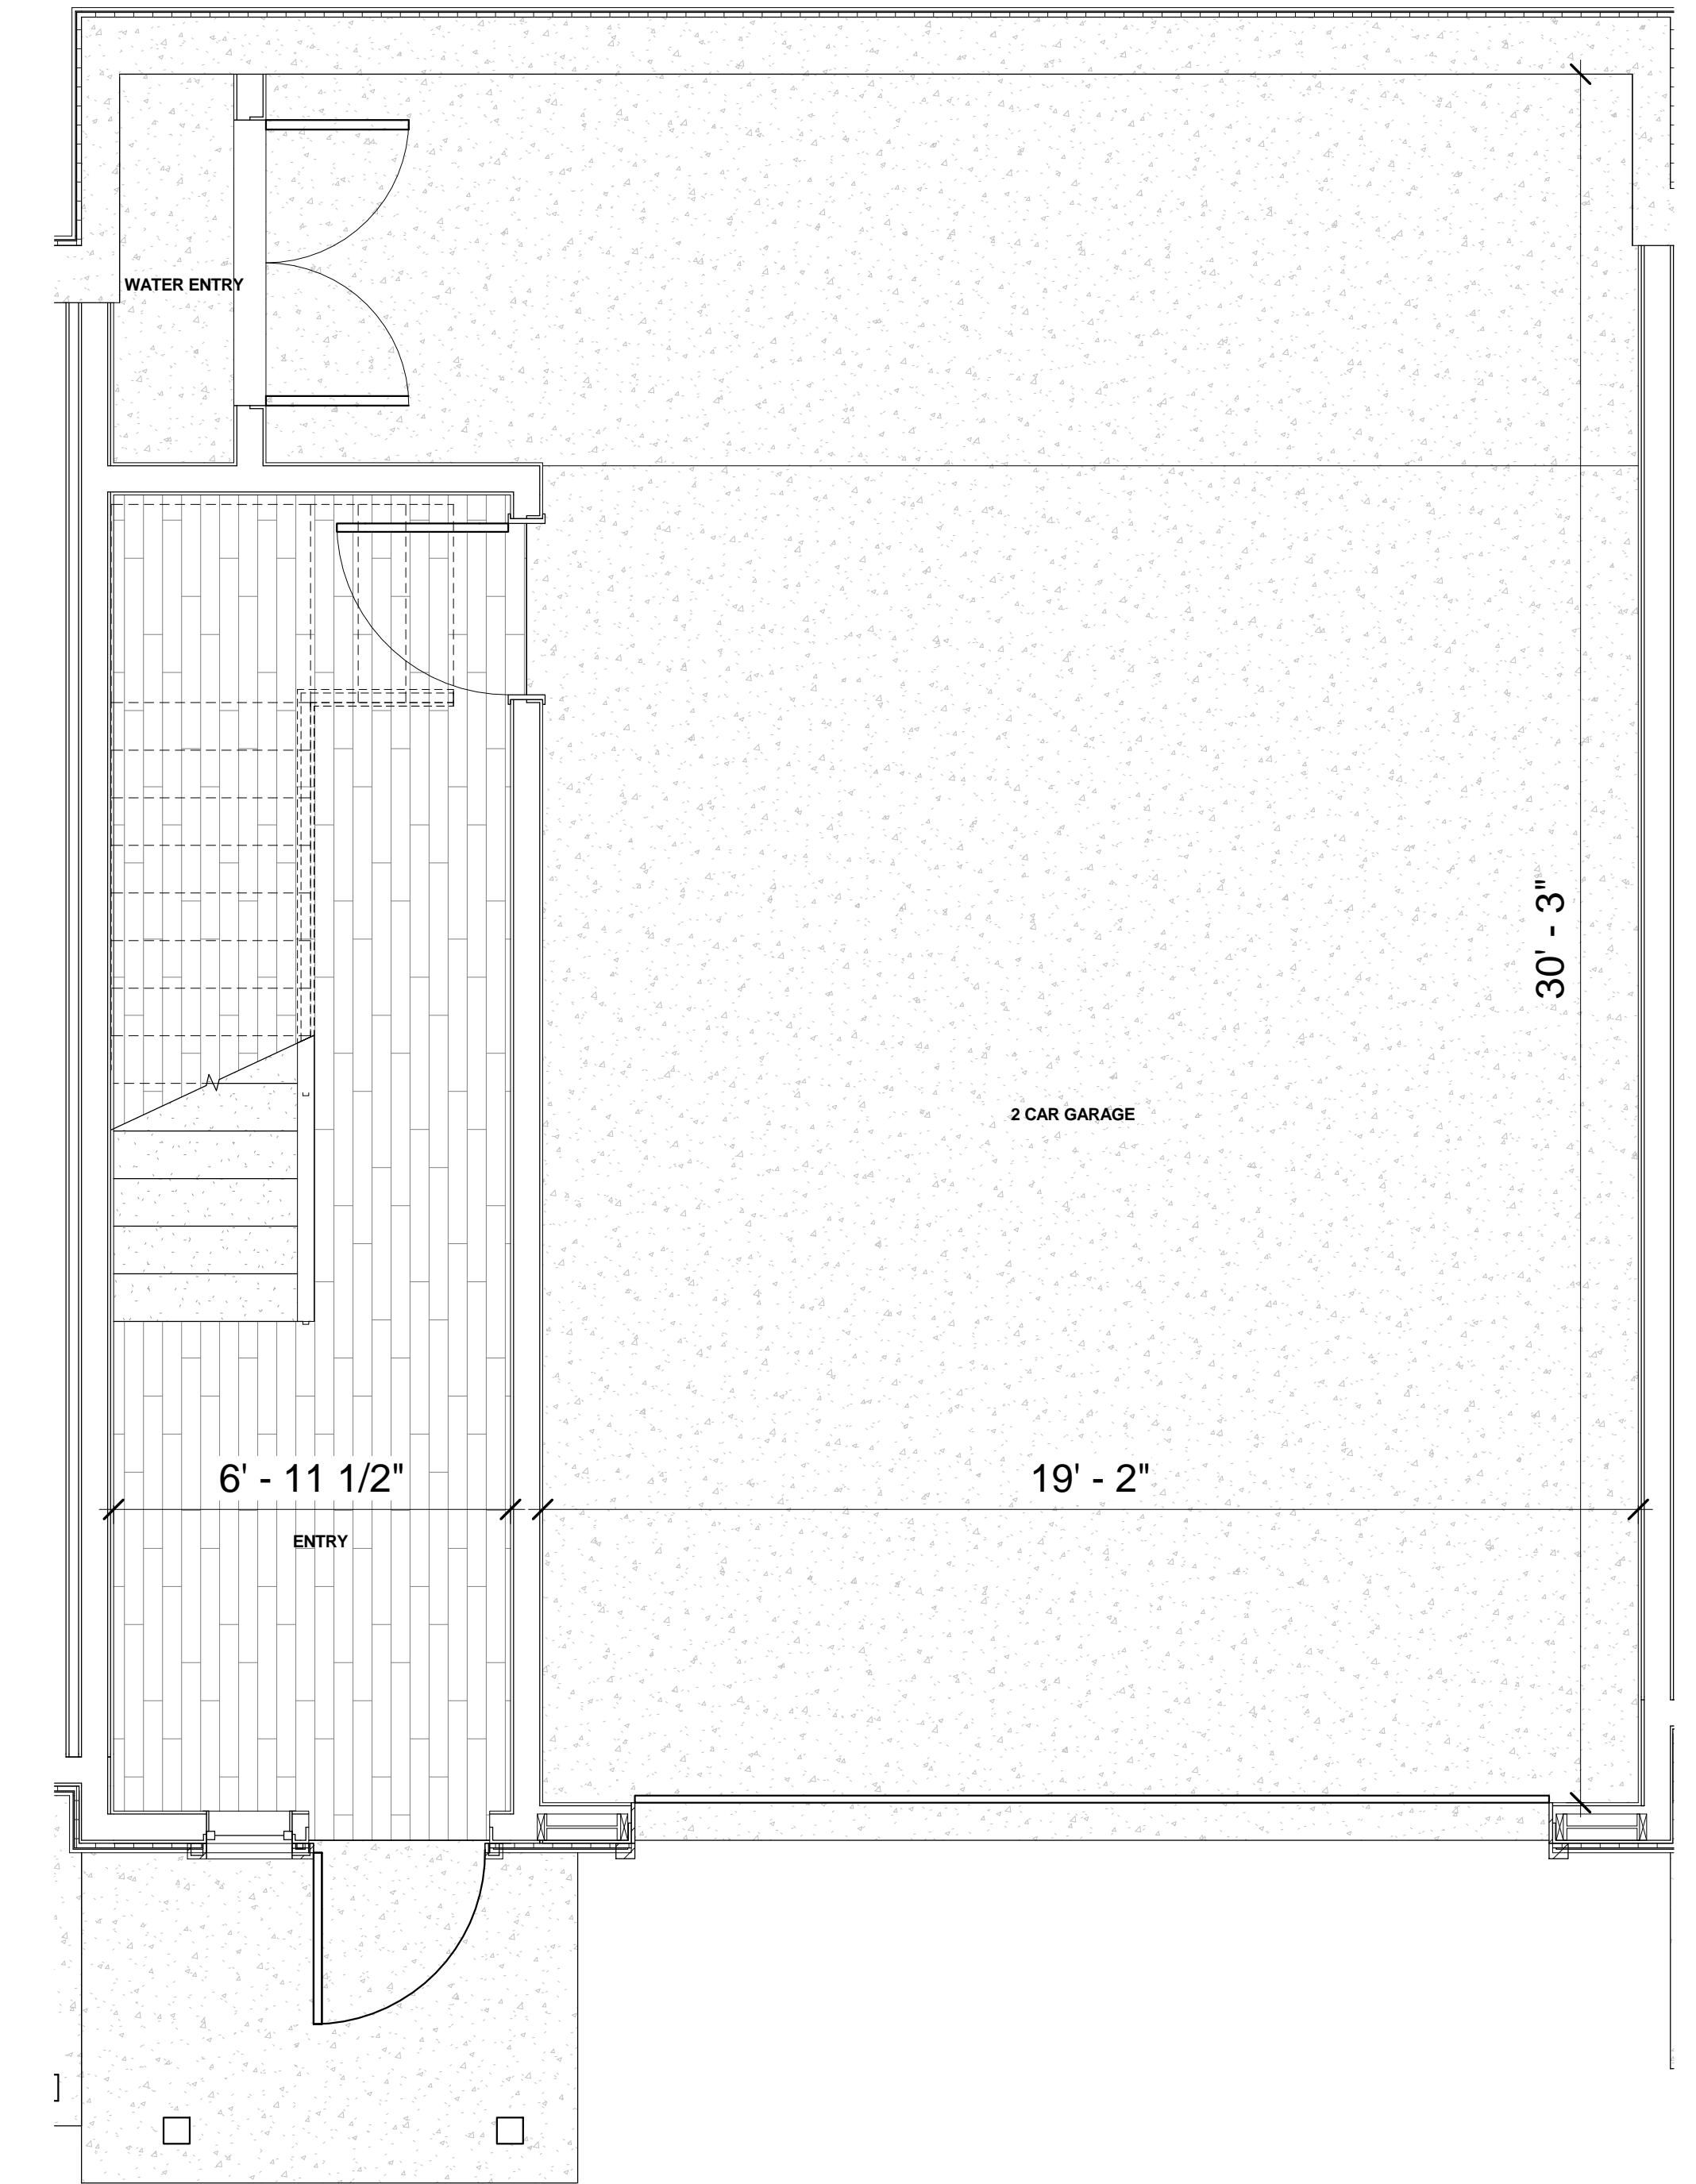 WATER ENTRY
30' - 3"
2 CAR GARAGE
6' - 11 1/2"
19' - 2"
ENTRY